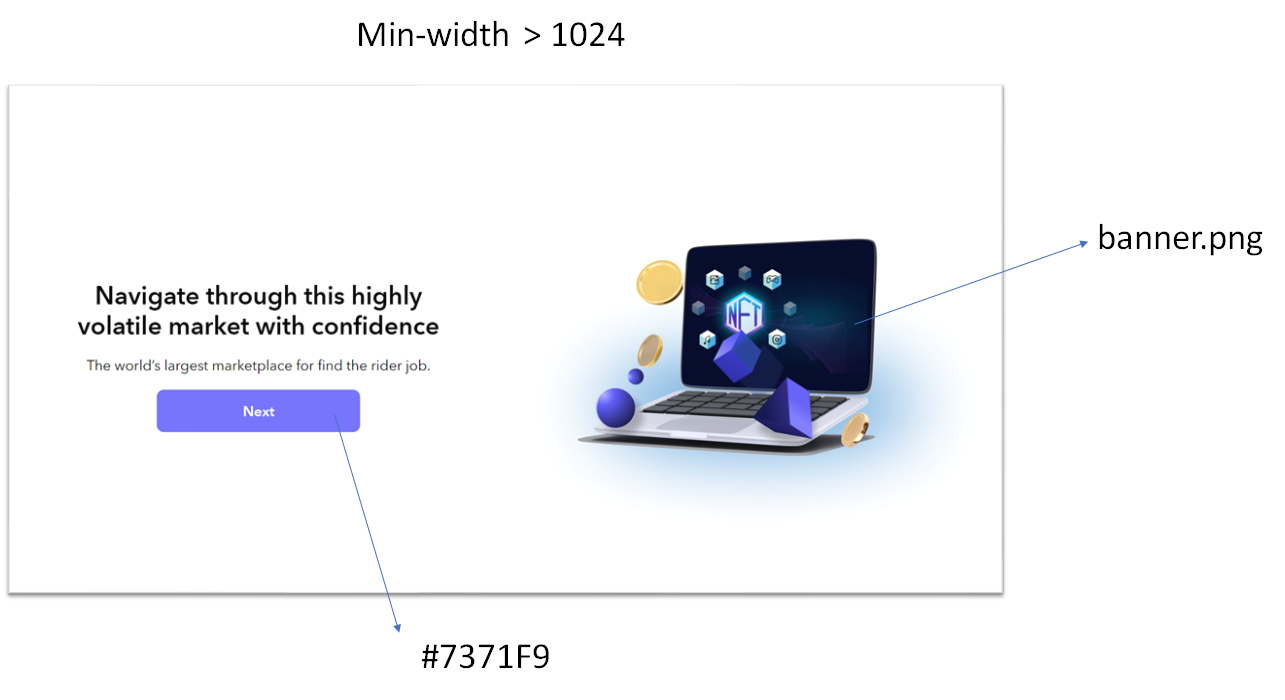 Min-width > 1024
banner.png
NFT
Navigate through this highly
volatile market with confidence
The world's largest marketplace for find the rider job.
Next
#7371F9